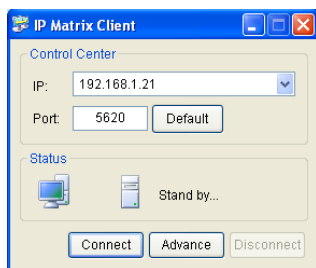 IP Matrix Client
Control Center
IP: 192.168.1.21
Port: 5620 Default
Status
Stand by...
Connect Advance Disconnect